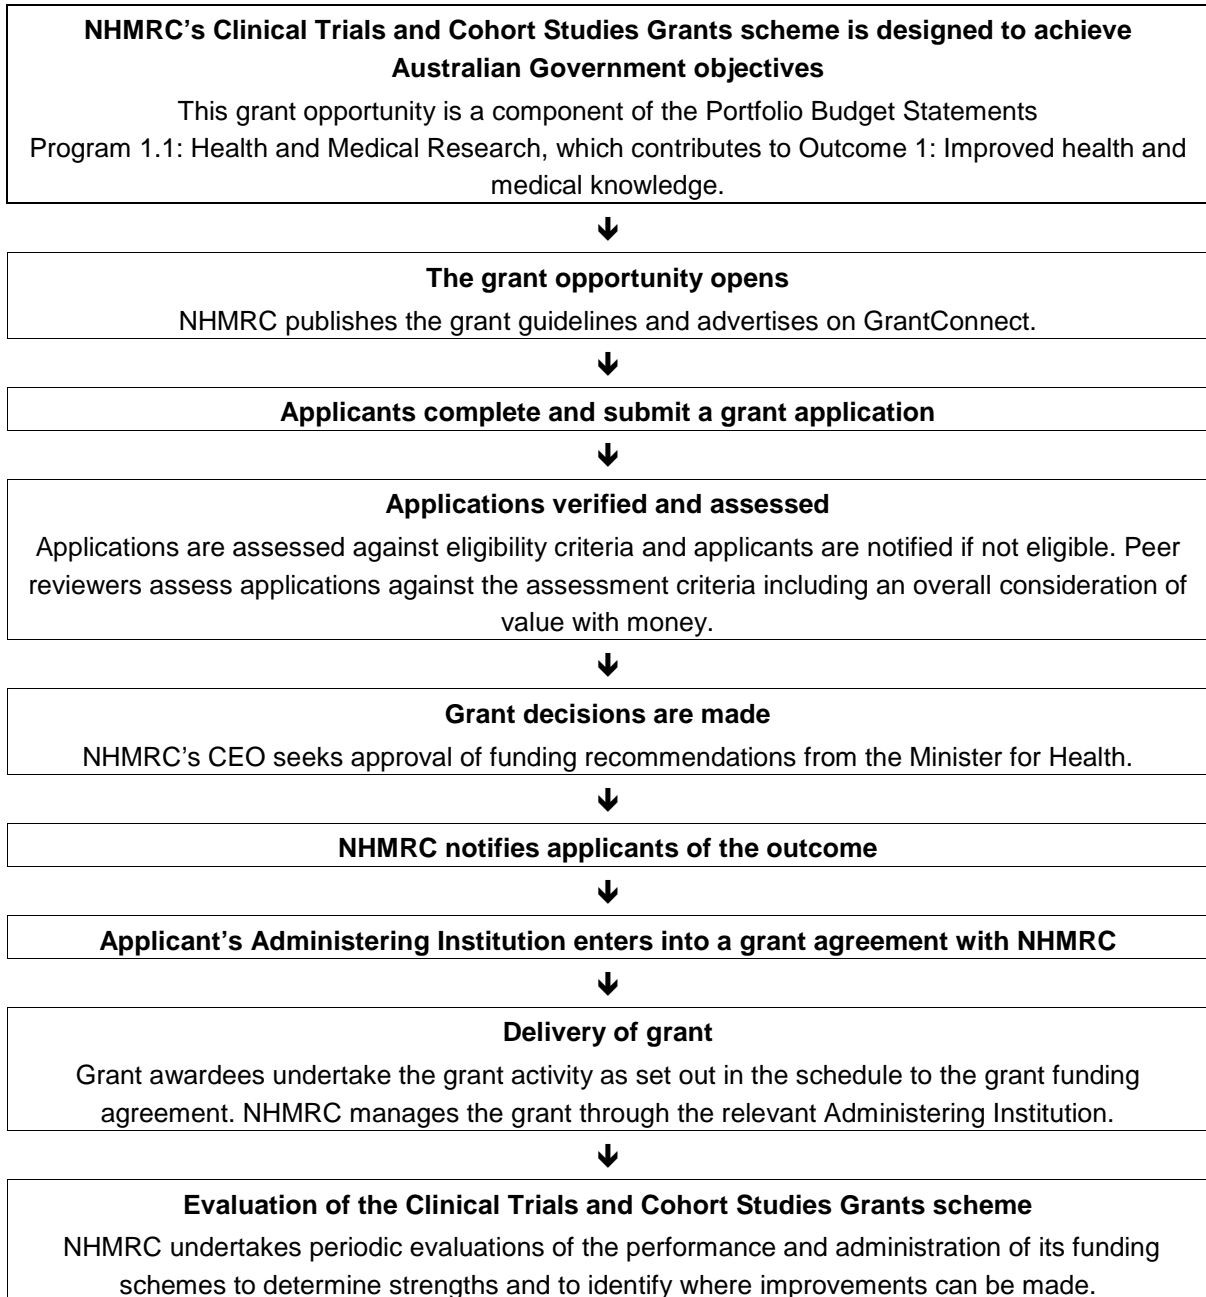 NHMRC's Clinical Trials and Cohort Studies Grants scheme is designed to achieve
Australian Government objectives
This grant opportunity is a component of the Portfolio Budget Statements
Program 1.1: Health and Medical Research, which contributes to Outcome 1: Improved health and
medical knowledge.
The grant opportunity opens
NHMRC publishes the grant guidelines and advertises on GrantConnect.
Applicants complete and submit a grant application
Applications verified and assessed
Applications are assessed against eligibility criteria and applicants are notified if not eligible. Peer
reviewers assess applications against the assessment criteria including an overall consideration of
value with money.
Grant decisions are made
NHMRC's CEO seeks approval of funding recommendations from the Minister for Health.
NHMRC notifies applicants of the outcome
Applicant's Administering Institution enters into a grant agreement with NHMRC
Delivery of grant
Grant awardees undertake the grant activity as set out in the schedule to the grant funding
agreement. NHMRC manages the grant through the relevant Administering Institution.
Evaluation of the Clinical Trials and Cohort Studies Grants scheme
NHMRC undertakes periodic evaluations of the performance and administration of its funding
schemes to determine strengths and to identify where improvements can be made.